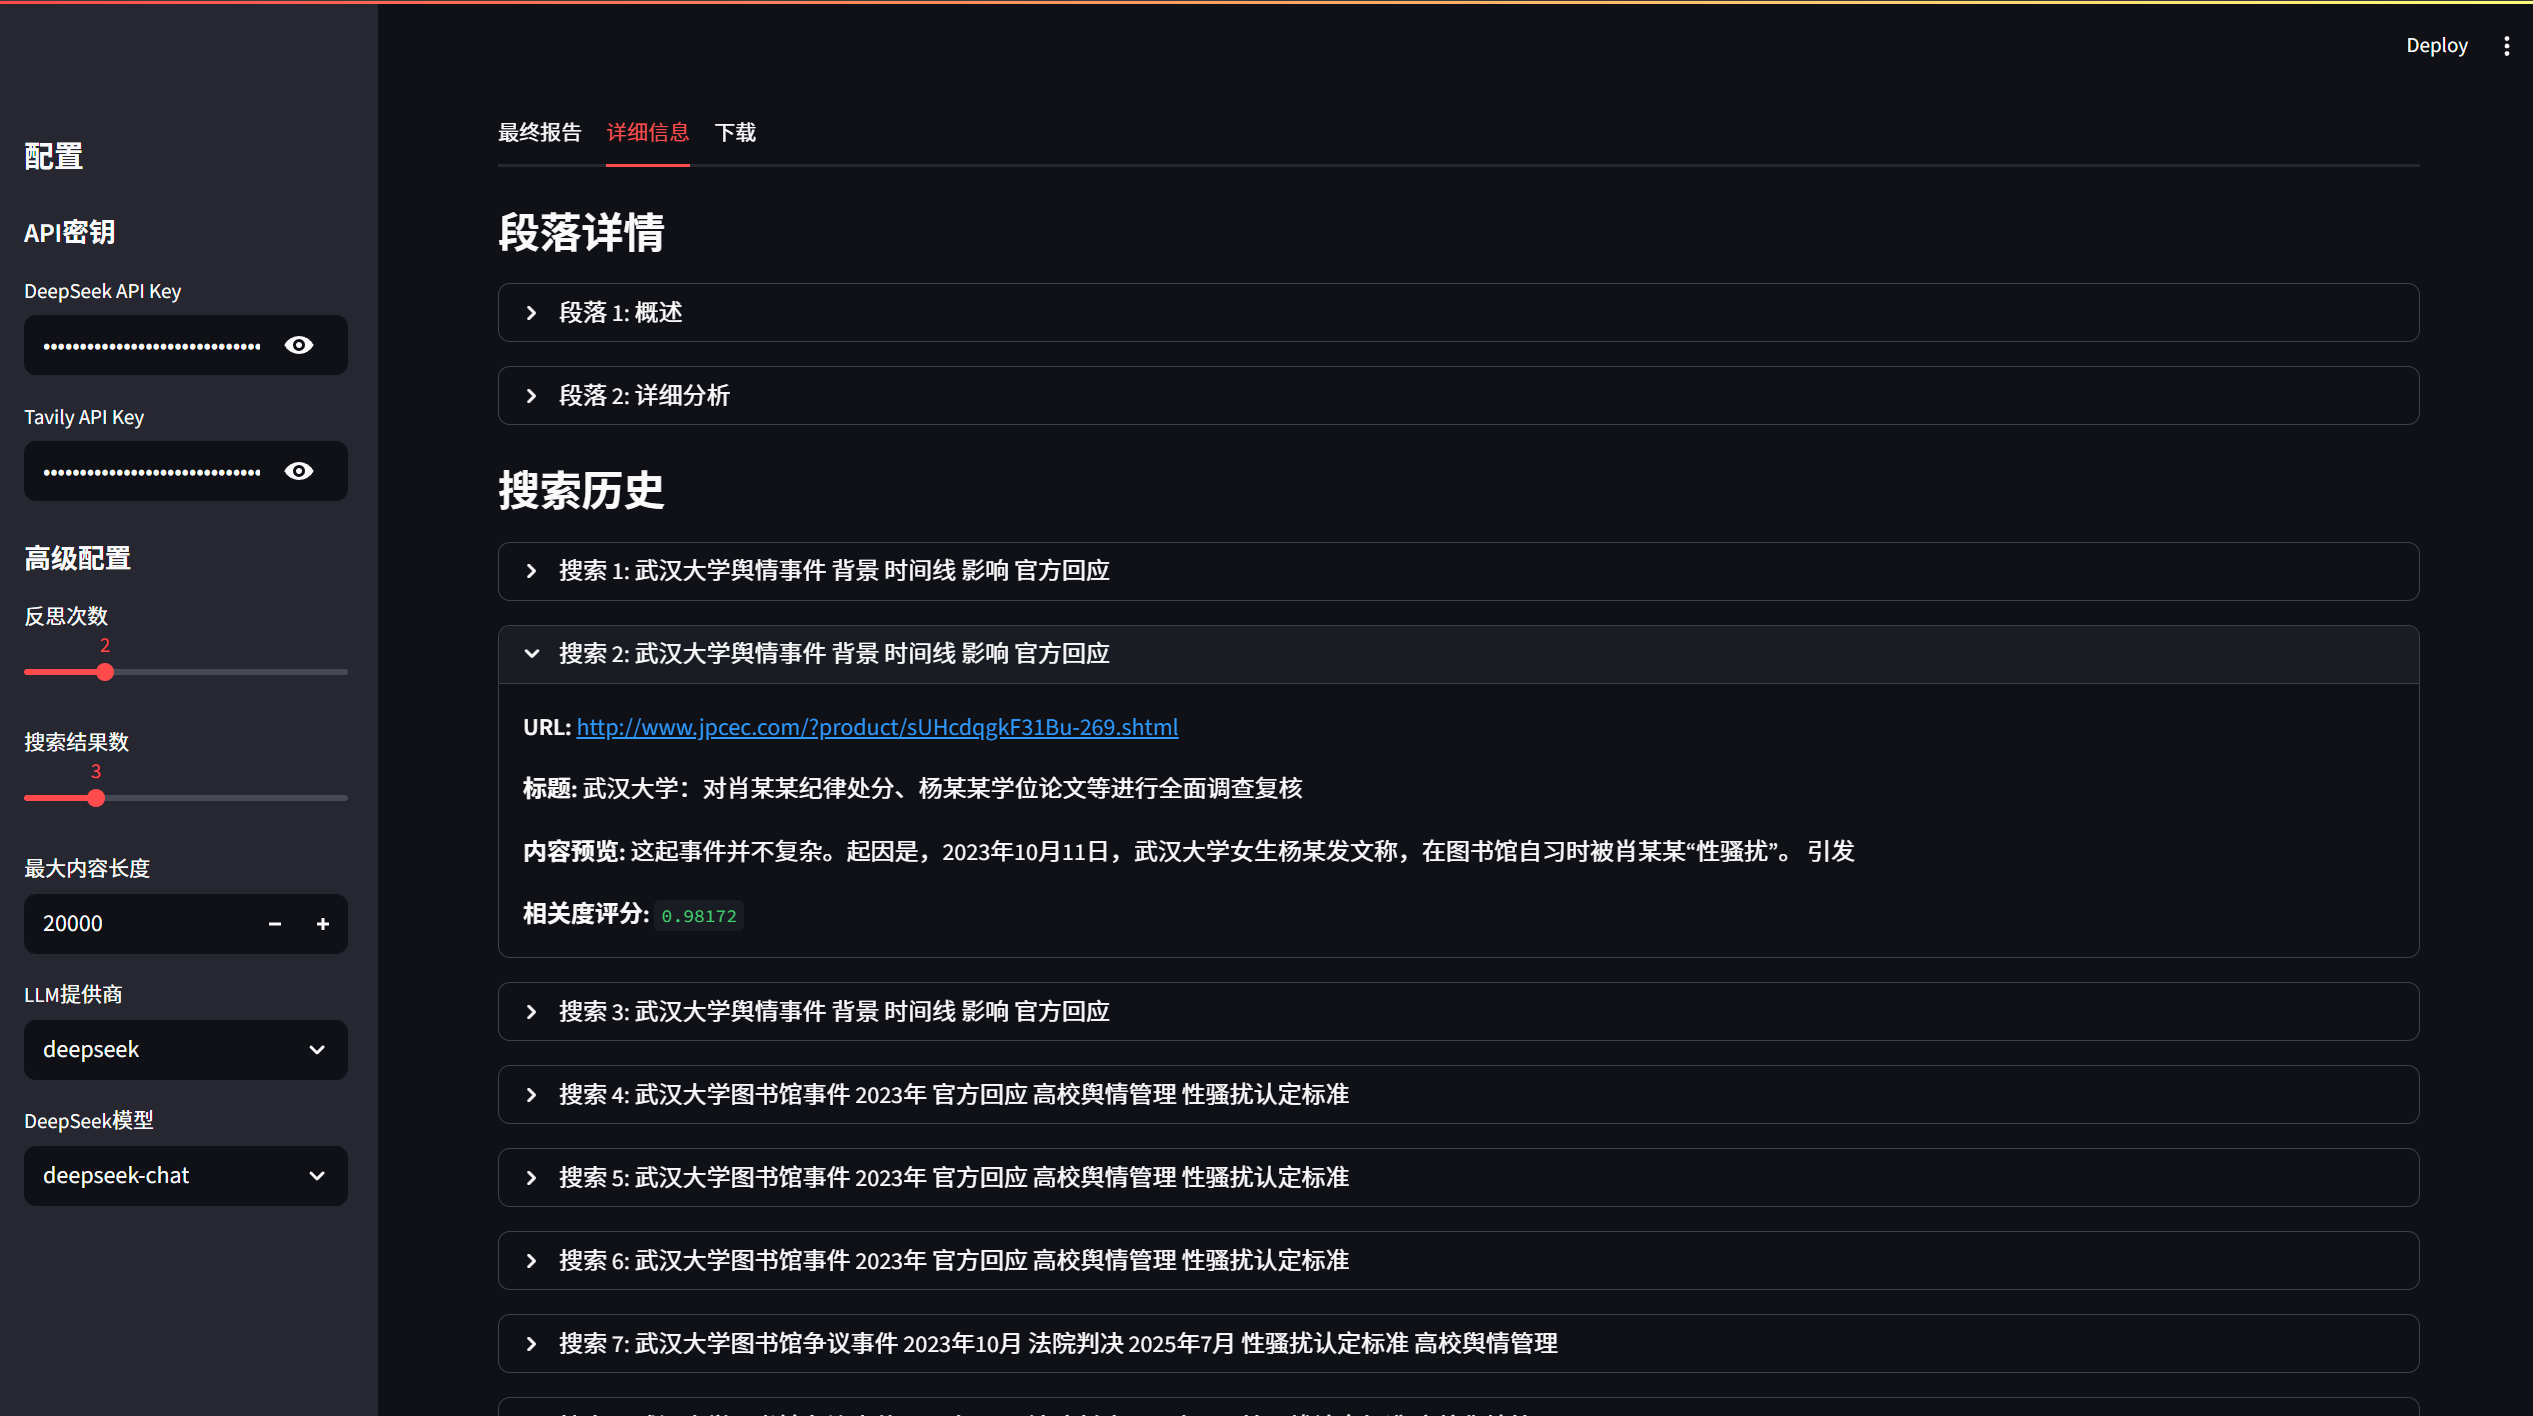 Deploy
配置
API密钥
DeepSeek API Key
Tavily API Key
高级配置
反思次数
2
搜索结果数
3
最大内容长度
20000
LLM提供商
deepseek
DeepSeek模型
deepseek-chat
最终报告 详细信息 下载
段落详情
段落 1: 概述
段落 2: 详细分析
搜索历史
搜索 1: 武汉大学舆情事件 背景 时间线 影响 官方回应
搜索 2: 武汉大学舆情事件 背景 时间线 影响 官方回应
URL: http://www.jpcec.com/?product/sUHcdqgkF31Bu-269.shtml
标题: 武汉大学：对肖某某纪律处分、杨某某学位论文等进行全面调查复核
内容预览: 这起事件并不复杂。起因是，2023年10月11日，武汉大学女生杨某发文称，在图书馆自习时被肖某某“性骚扰”。 引发
相关度评分: 0.98172
搜索 3: 武汉大学舆情事件 背景 时间线 影响 官方回应
搜索 4: 武汉大学图书馆事件 2023年 官方回应 高校舆情管理 性骚扰认定标准
搜索 5: 武汉大学图书馆事件 2023年 官方回应 高校舆情管理 性骚扰认定标准
搜索 6: 武汉大学图书馆事件 2023年 官方回应 高校舆情管理 性骚扰认定标准
搜索 7: 武汉大学图书馆争议事件 2023年10月 法院判决 2025年7月 性骚扰认定标准 高校舆情管理